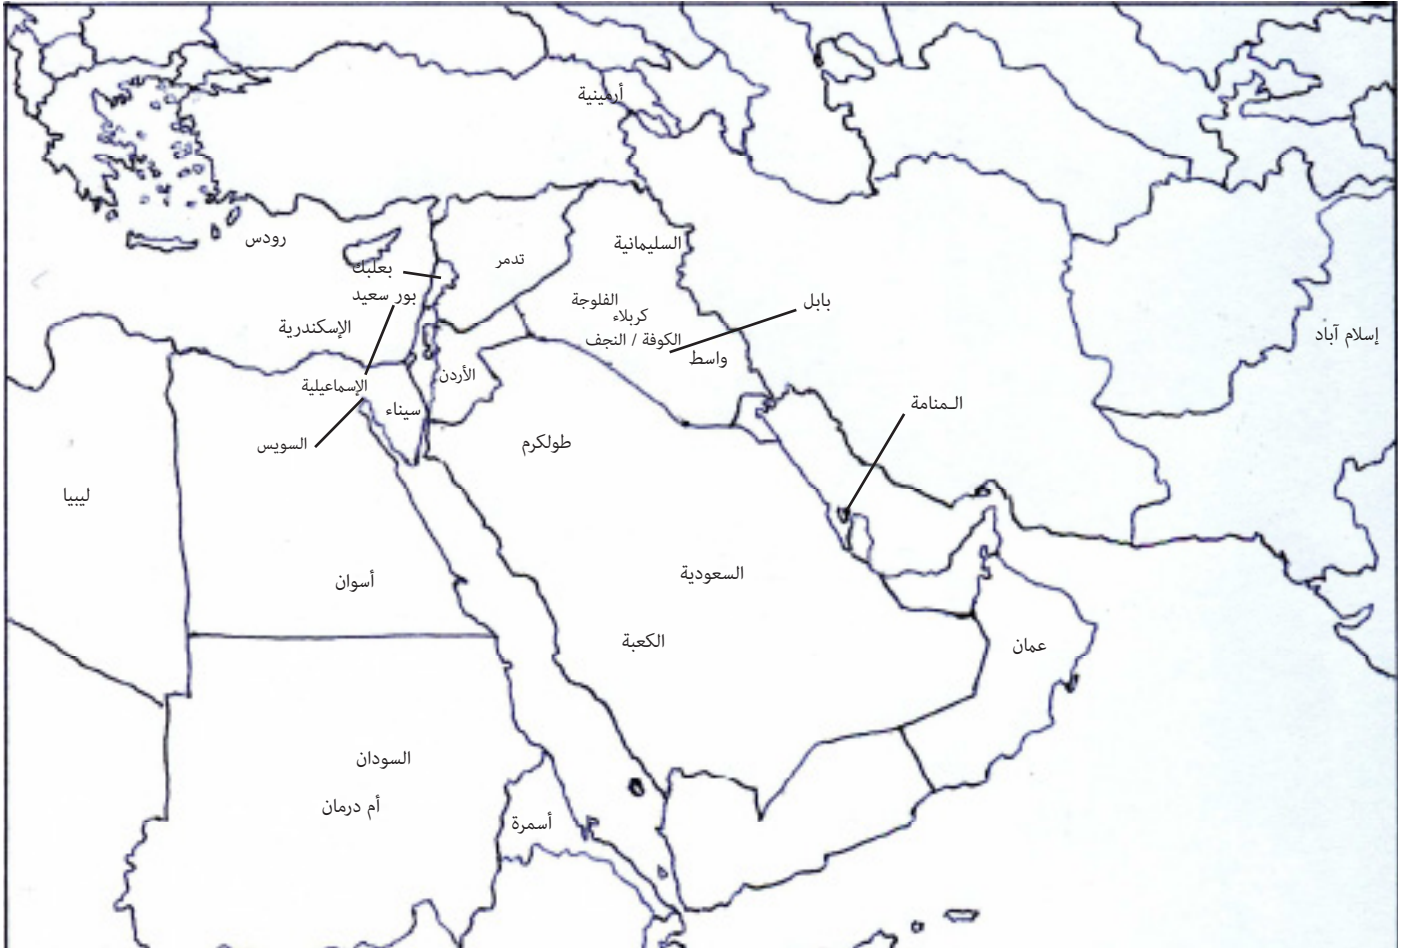 أرمينية
رودس
السليمانية
تدمر
بعلبك
بور سعيد
الفلوجة
بابل
كربلاء
الإسكندرية
إسلام آباد
الكوفة / النجف
واسط
الأردن
الإسماعيلية
سيناء
الـمنامة
السويس
طولكرم
ليبيا
السعودية
أسوان
الكعبة
عمان
السودان
أم درمان
أسمرة